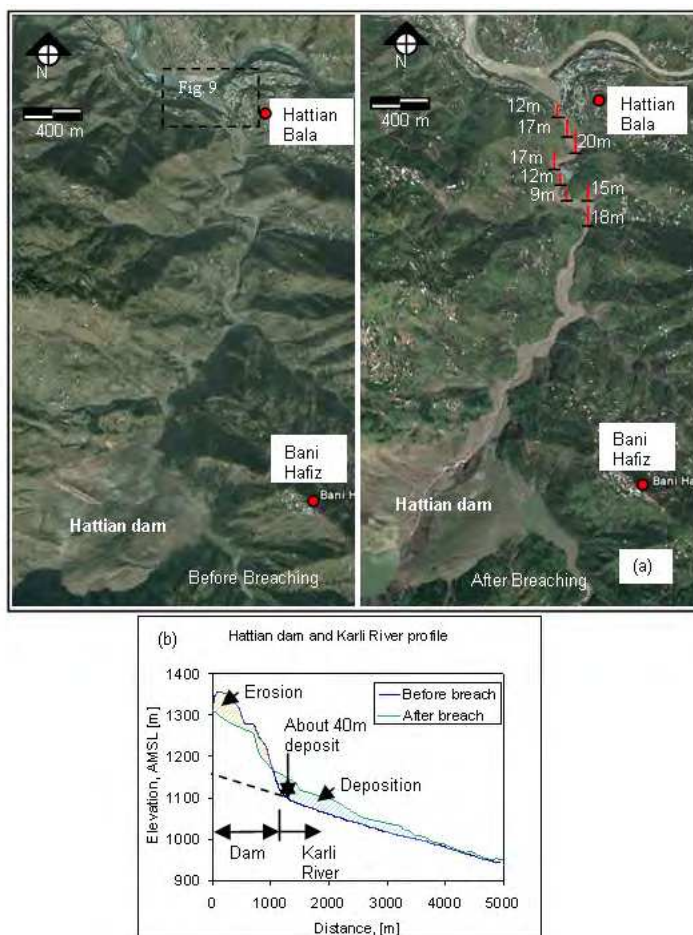 N
400 m
Fig. 9
Hattian
Bala
Bani
Hafiz
Bani H
Hattian dam
Before Breaching
N
400 m
12m
Hattian
Bala
17m
20m
17m
12m
9m
15m
18m
Bani
Hafiz
Bani Ha
Hattian dam
(a)
After Breaching
(b)
Hattian dam and Karli River profile
1400
1300
1200
1100
1000
900
Elevation, AMSL [m]
Erosion
Before breach
After breach
About 40m
deposit
Deposition
Dam
Karli
River
0
1000
2000
3000
4000
5000
Distance, [m]